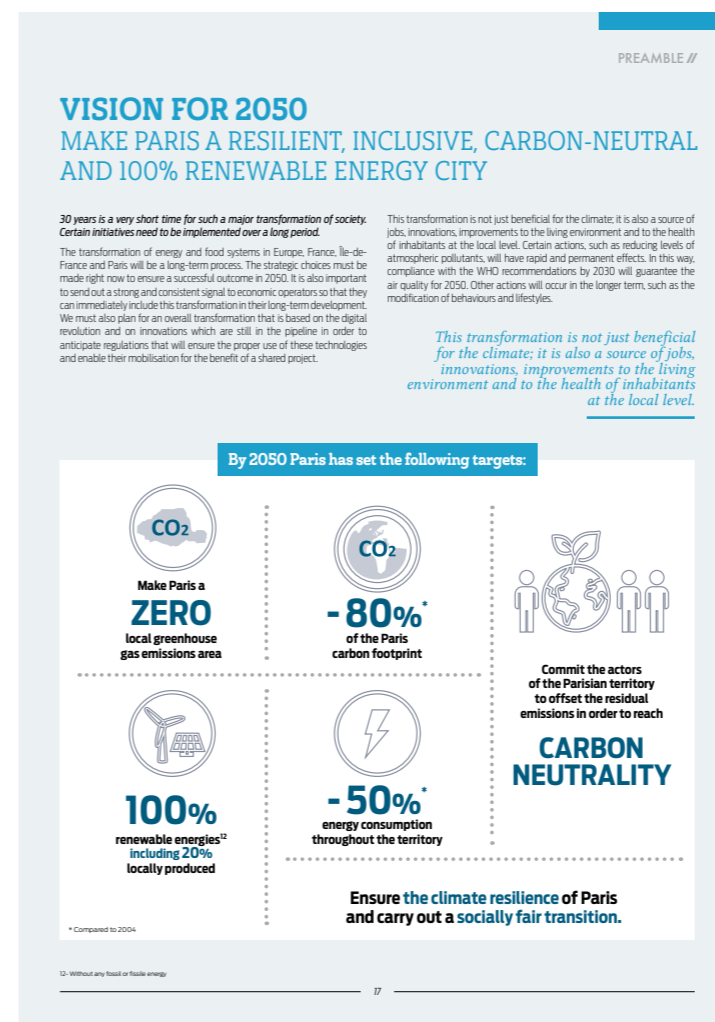 PREAMBLE //
VISION FOR 2050
MAKE PARIS A RESILIENT, INCLUSIVE, CARBON-NEUTRAL
AND 100% RENEWABLE ENERGY CITY
30 years is a very short time for such a major transformation of society.
Certain initiatives need to be implemented over a long period.
The transformation of energy and food systems in Europe, France, Île-de-
France and Paris will be a long-term process. The strategic choices must be
made right now to ensure a successful outcome in 2050. It is also important
to send out a strong and consistent signal to economic operators so that they
can immediately include this transformation in their long-term development.
We must also plan for an overall transformation that is based on the digital
revolution and on innovations which are still in the pipeline in order to
anticipate regulations that will ensure the proper use of these technologies
and enable their mobilisation for the benefit of a shared project.
This transformation is not just beneficial for the climate; it is also a source of
jobs, innovations, improvements to the living environment and to the health
of inhabitants at the local level. Certain actions, such as reducing levels of
atmospheric pollutants, will have rapid and permanent effects. In this way,
compliance with the WHO recommendations by 2030 will guarantee the
air quality for 2050. Other actions will occur in the longer term, such as the
modification of behaviours and lifestyles.
This transformation is not just beneficial
for the climate; it is also a source of jobs,
innovations, improvements to the living
environment and to the health of inhabitants
at the local level.
By 2050 Paris has set the following targets:
CO2
Make Paris a
ZERO
local greenhouse
gas emissions area
CO2
- 80%*
of the Paris
carbon footprint
Commit the actors
of the Parisian territory
to offset the residual
emissions in order to reach
CARBON
NEUTRALITY
100%
renewable energies12
including 20%
locally produced
- 50%*
energy consumption
throughout the territory
Ensure the climate resilience of Paris
and carry out a socially fair transition.
* Compared to 2004
12- Without any fossil or fissile energy
17